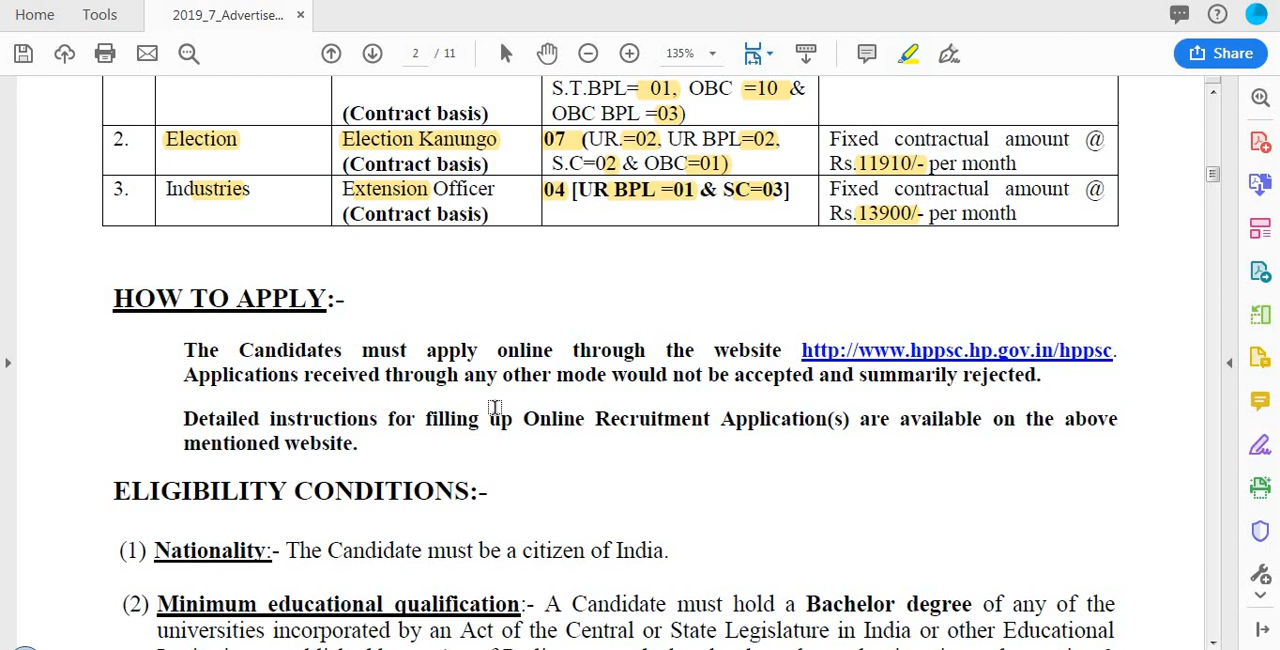 Home Tools 2019_7_Advertise... ×
2 / 11 135% Share
S.T.BPL= 01, OBC =10 &
(Contract basis) OBC BPL =03)
2. Election Election Kanungo 07 (UR.=02, UR BPL=02, Fixed contractual amount @
(Contract basis) S.C=02 & OBC=01) Rs.11910/- per month
3. Industries Extension Officer 04 [UR BPL =01 & SC=03] Fixed contractual amount @
(Contract basis) Rs.13900/- per month
HOW TO APPLY:-
The Candidates must apply online through the website http://www.hppsc.hp.gov.in/hppsc.
Applications received through any other mode would not be accepted and summarily rejected.
Detailed instructions for filling up Online Recruitment Application(s) are available on the above
mentioned website.
ELIGIBILITY CONDITIONS:-
(1) Nationality:- The Candidate must be a citizen of India.
(2) Minimum educational qualification:- A Candidate must hold a Bachelor degree of any of the
universities incorporated by an Act of the Central or State Legislature in India or other Educational